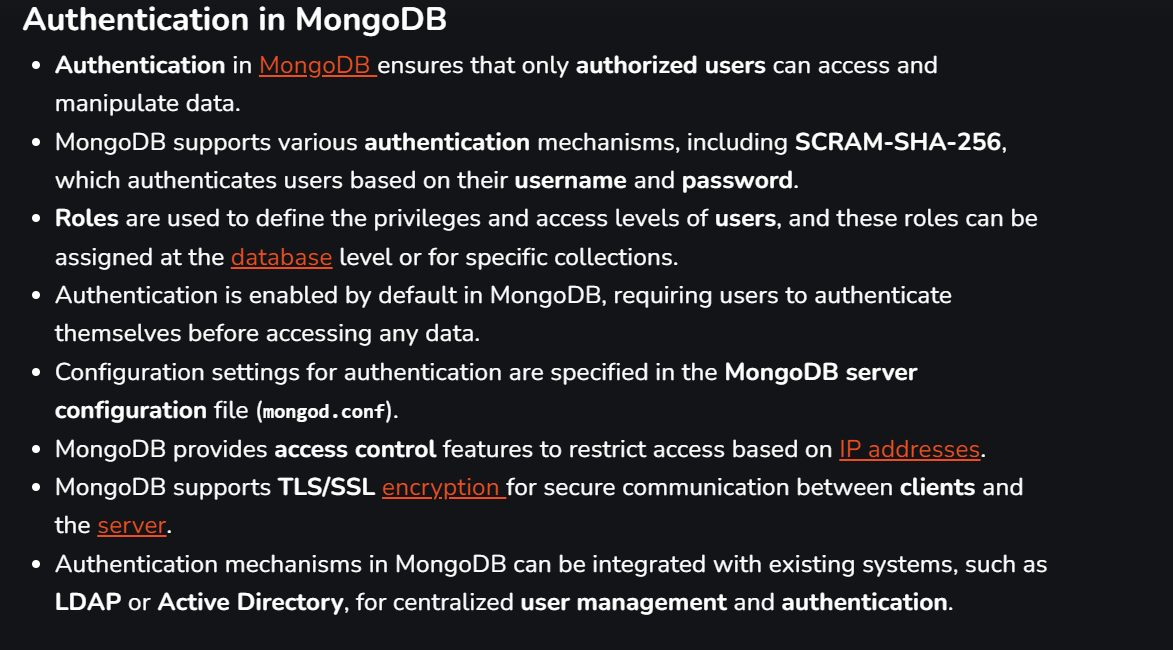 Authentication in MongoDB
• Authentication in MongoDB ensures that only authorized users can access and
manipulate data.
• MongoDB supports various authentication mechanisms, including SCRAM-SHA-256,
which authenticates users based on their username and password.
• Roles are used to define the privileges and access levels of users, and these roles can be
assigned at the database level or for specific collections.
• Authentication is enabled by default in MongoDB, requiring users to authenticate
themselves before accessing any data.
• Configuration settings for authentication are specified in the MongoDB server
configuration file (mongod.conf).
• MongoDB provides access control features to restrict access based on IP addresses.
• MongoDB supports TLS/SSL encryption for secure communication between clients and
the server.
• Authentication mechanisms in MongoDB can be integrated with existing systems, such as
LDAP or Active Directory, for centralized user management and authentication.